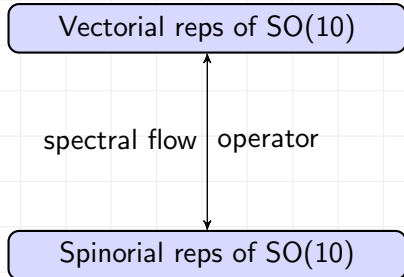 Vectorial reps of SO(10)
spectral flow operator
Spinorial reps of SO(10)